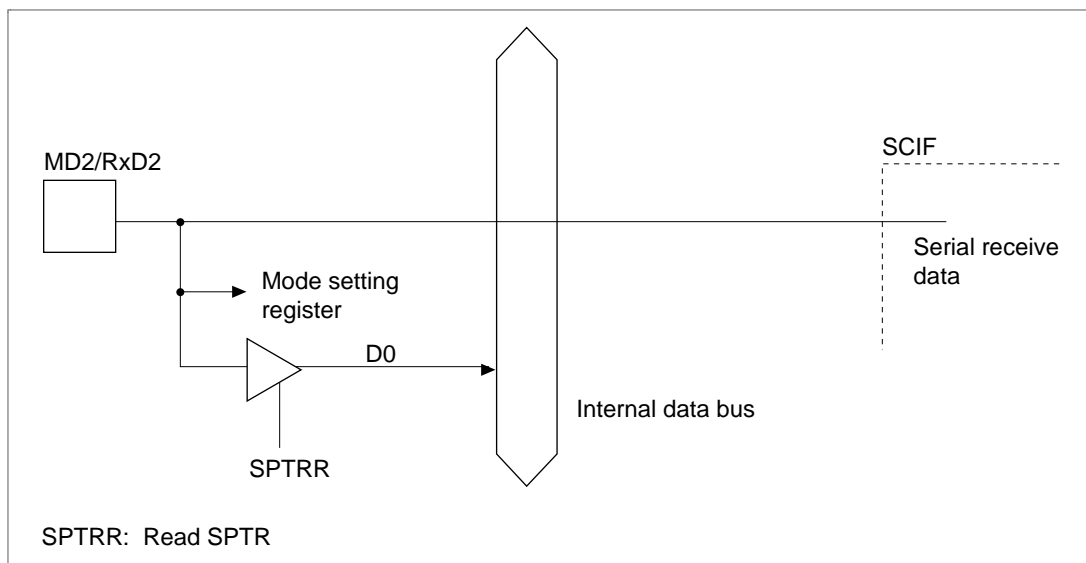 MD2/RxD2
SCIF
Serial receive
data
Mode setting
register
D0
Internal data bus
SPTRR
SPTRR: Read SPTR